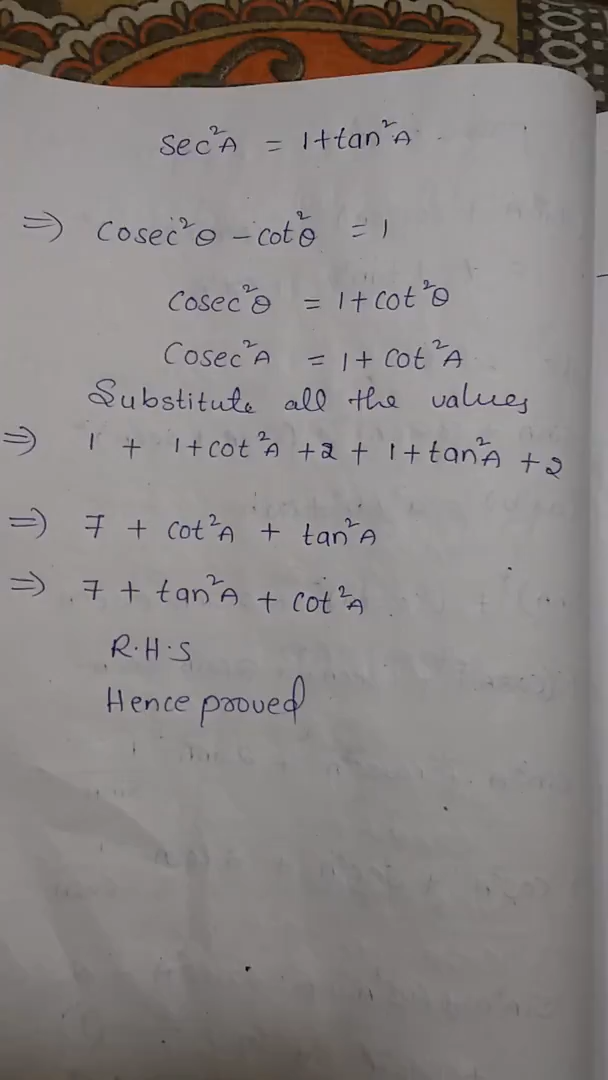 sec²A = 1+tan²A
⇒ cosec²θ - cot²θ = 1
cosec²θ = 1+cot²θ
Cosec²A = 1+ cot²A
Substitute all the values
⇒ 1 + 1+cot²A +2 + 1+tan²A +2
⇒ 7 + cot²A + tan²A
⇒ 7 + tan²A + cot²A
R.H.S
Hence proved